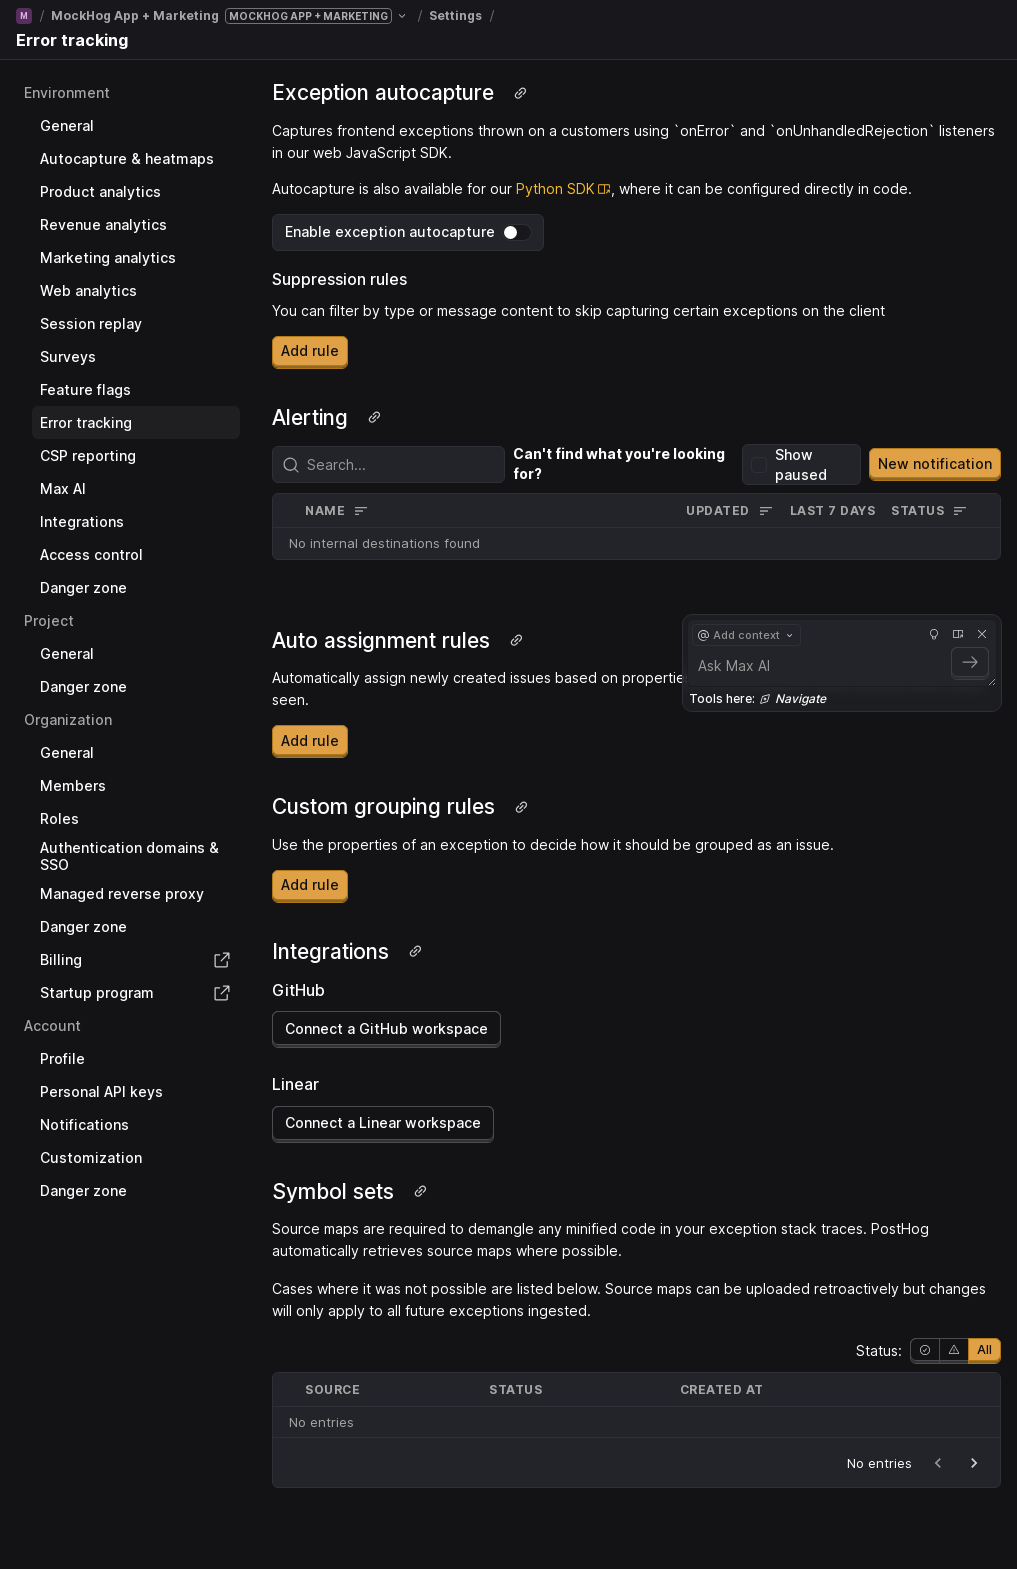 M / MockHog App + Marketing MOCKHOG APP + MARKETING / Settings /
Error tracking
Environment
General
Autocapture & heatmaps
Product analytics
Revenue analytics
Marketing analytics
Web analytics
Session replay
Surveys
Feature flags
Error tracking
CSP reporting
Max AI
Integrations
Access control
Danger zone
Project
General
Danger zone
Organization
General
Members
Roles
Authentication domains &
SSO
Managed reverse proxy
Danger zone
Billing
Startup program
Account
Profile
Personal API keys
Notifications
Customization
Danger zone
Exception autocapture
Captures frontend exceptions thrown on a customers using `onError` and `onUnhandledRejection` listeners
in our web JavaScript SDK.
Autocapture is also available for our Python SDK, where it can be configured directly in code.
Enable exception autocapture
Suppression rules
You can filter by type or message content to skip capturing certain exceptions on the client
Add rule
Alerting
Search...
Can't find what you're looking
for?
Show
paused
New notification
NAME UPDATED LAST 7 DAYS STATUS
No internal destinations found
Auto assignment rules
Automatically assign newly created issues based on propertie
seen.
Add rule
@ Add context
Ask Max AI
Tools here: Navigate
Custom grouping rules
Use the properties of an exception to decide how it should be grouped as an issue.
Add rule
Integrations
GitHub
Connect a GitHub workspace
Linear
Connect a Linear workspace
Symbol sets
Source maps are required to demangle any minified code in your exception stack traces. PostHog
automatically retrieves source maps where possible.
Cases where it was not possible are listed below. Source maps can be uploaded retroactively but changes
will only apply to all future exceptions ingested.
Status: All
SOURCE STATUS CREATED AT
No entries
No entries